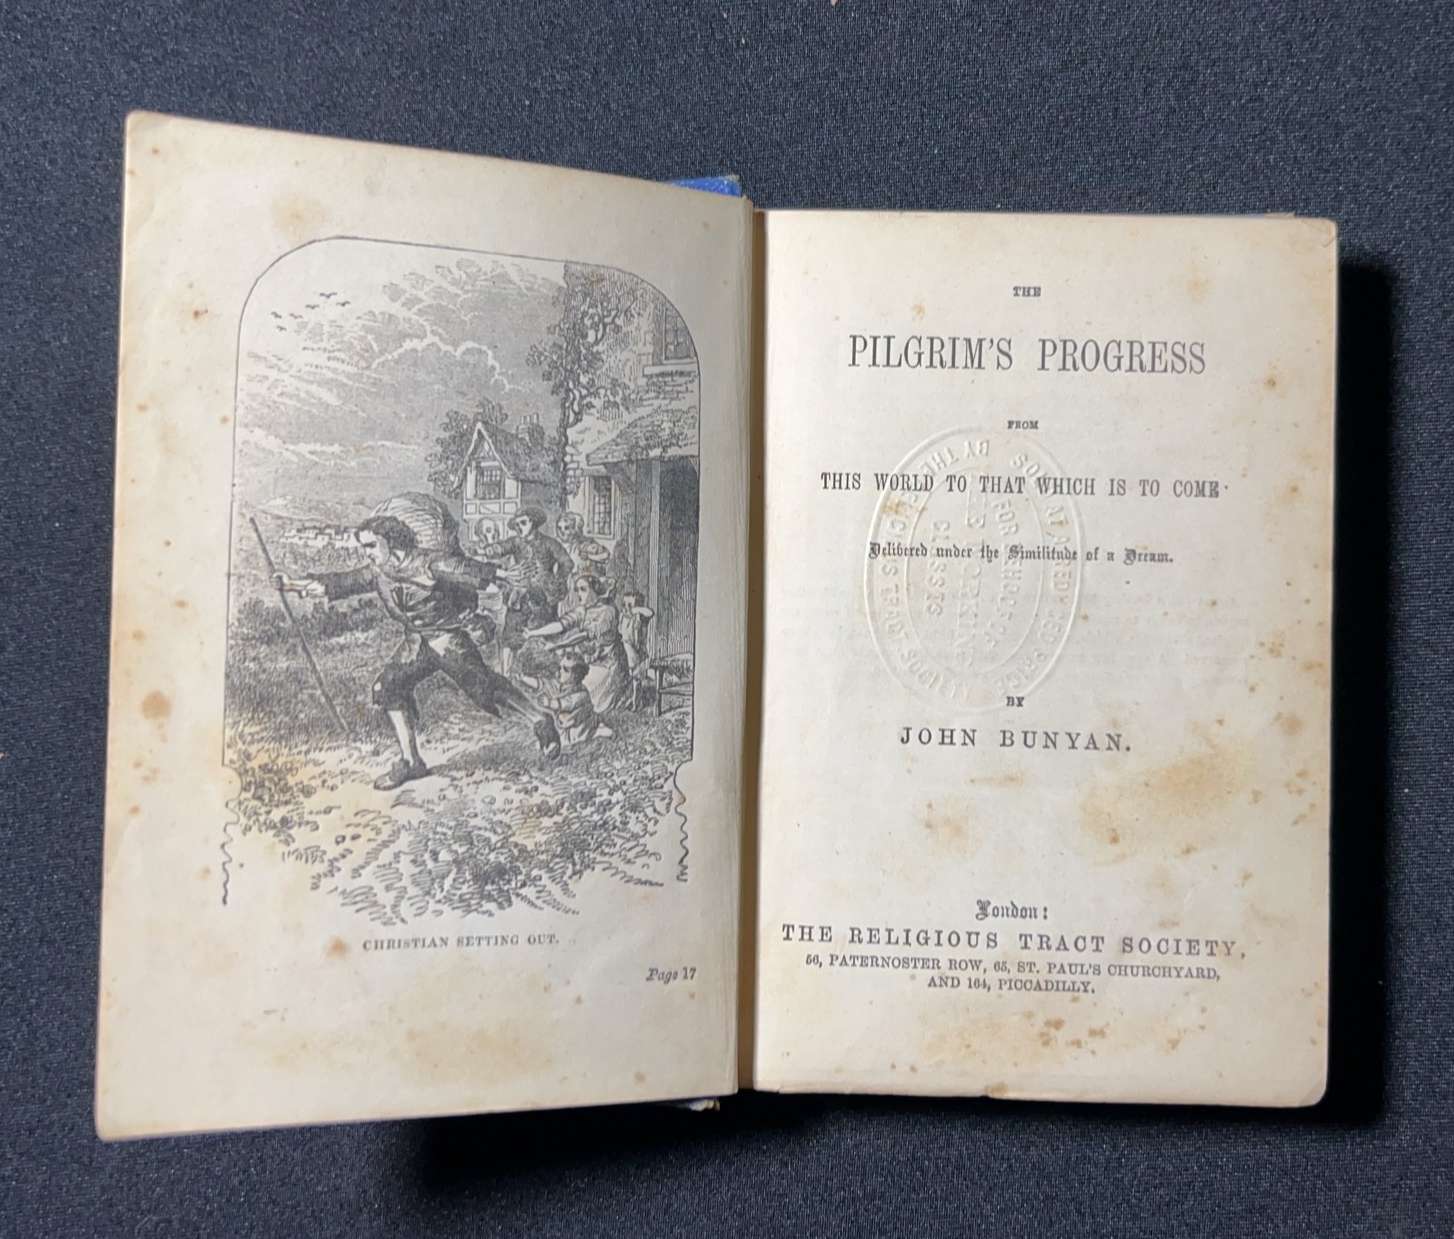 CHRISTIAN SETTING OUT.
Page 17
THE
PILGRIM'S PROGRESS
FROM
THIS WORLD TO THAT WHICH IS TO COME
Delivered under the Similitude of a Dream.
BY
JOHN BUNYAN.
London:
THE RELIGIOUS TRACT SOCIETY,
56, PATERNOSTER ROW, 65, ST. PAUL'S CHURCHYARD,
AND 164, PICCADILLY.
FOR
CLASSES